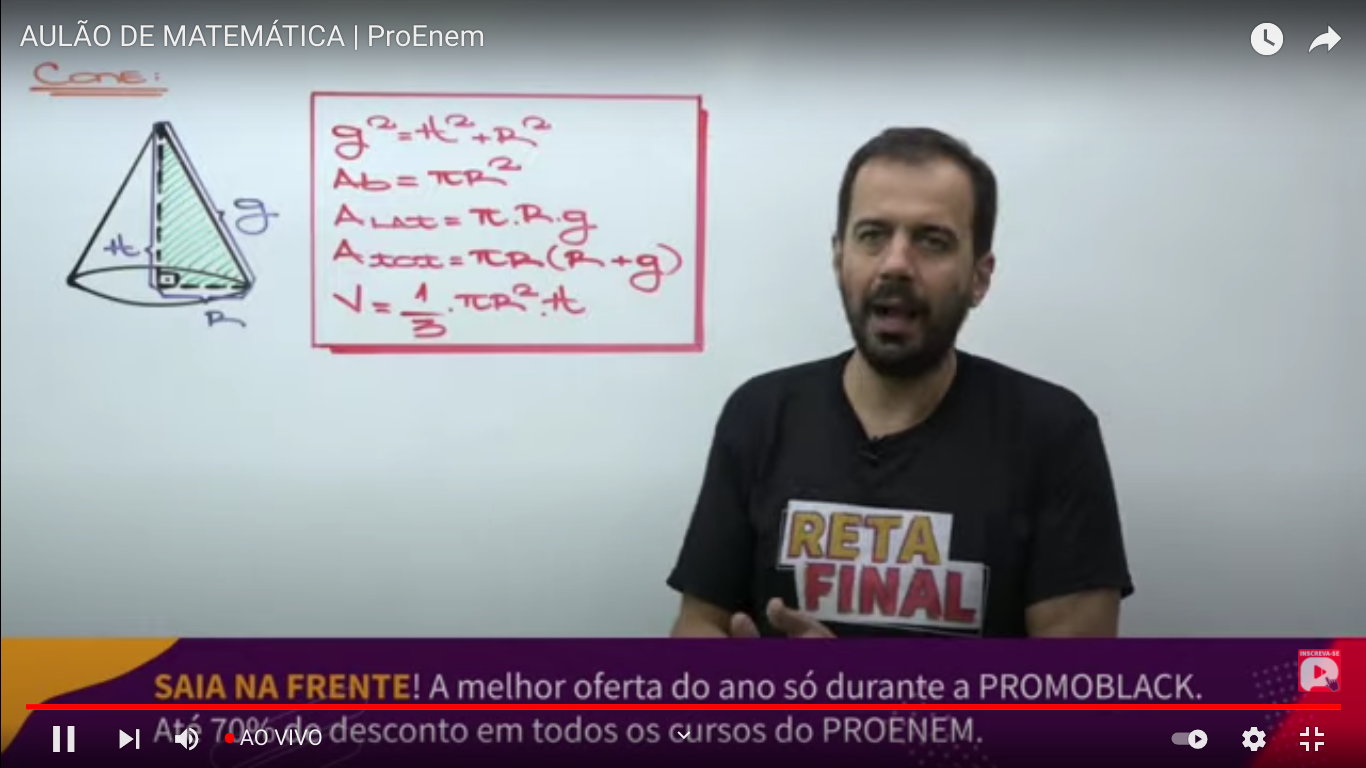 AULÃO DE MATEMÁTICA | ProEnem
CONE:
g
H
R
g² = H² + R²
Ab = πR²
A LAT = π.R.g
A TOT = πR(R+g)
V = 1/3 . πR².H
RETA
FINAL
INSCREVA-SE
SAIA NA FRENTE! A melhor oferta do ano só durante a PROMOBLACK.
Até 70% de desconto em todos os cursos do PROENEM.
AO VIVO